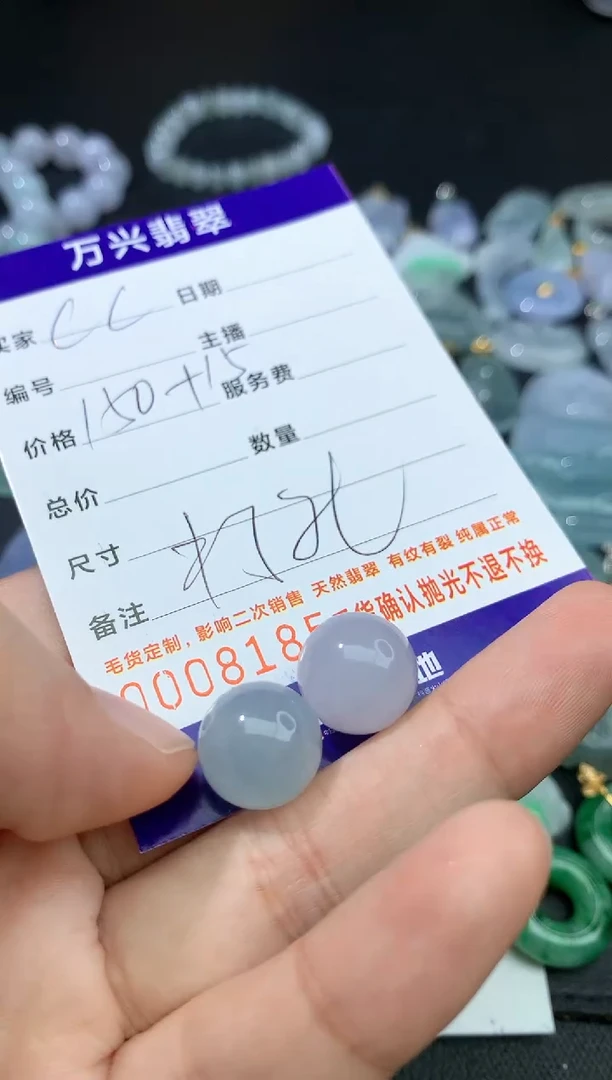 万兴翡翠
买家 CC 日期
编号 主播
价格 150+15 服务费
总价 数量
尺寸 打孔
备注
毛货定制，影响二次销售 天然翡翠 有纹有裂 纯属正常
货确认抛光不退不换
000818
地